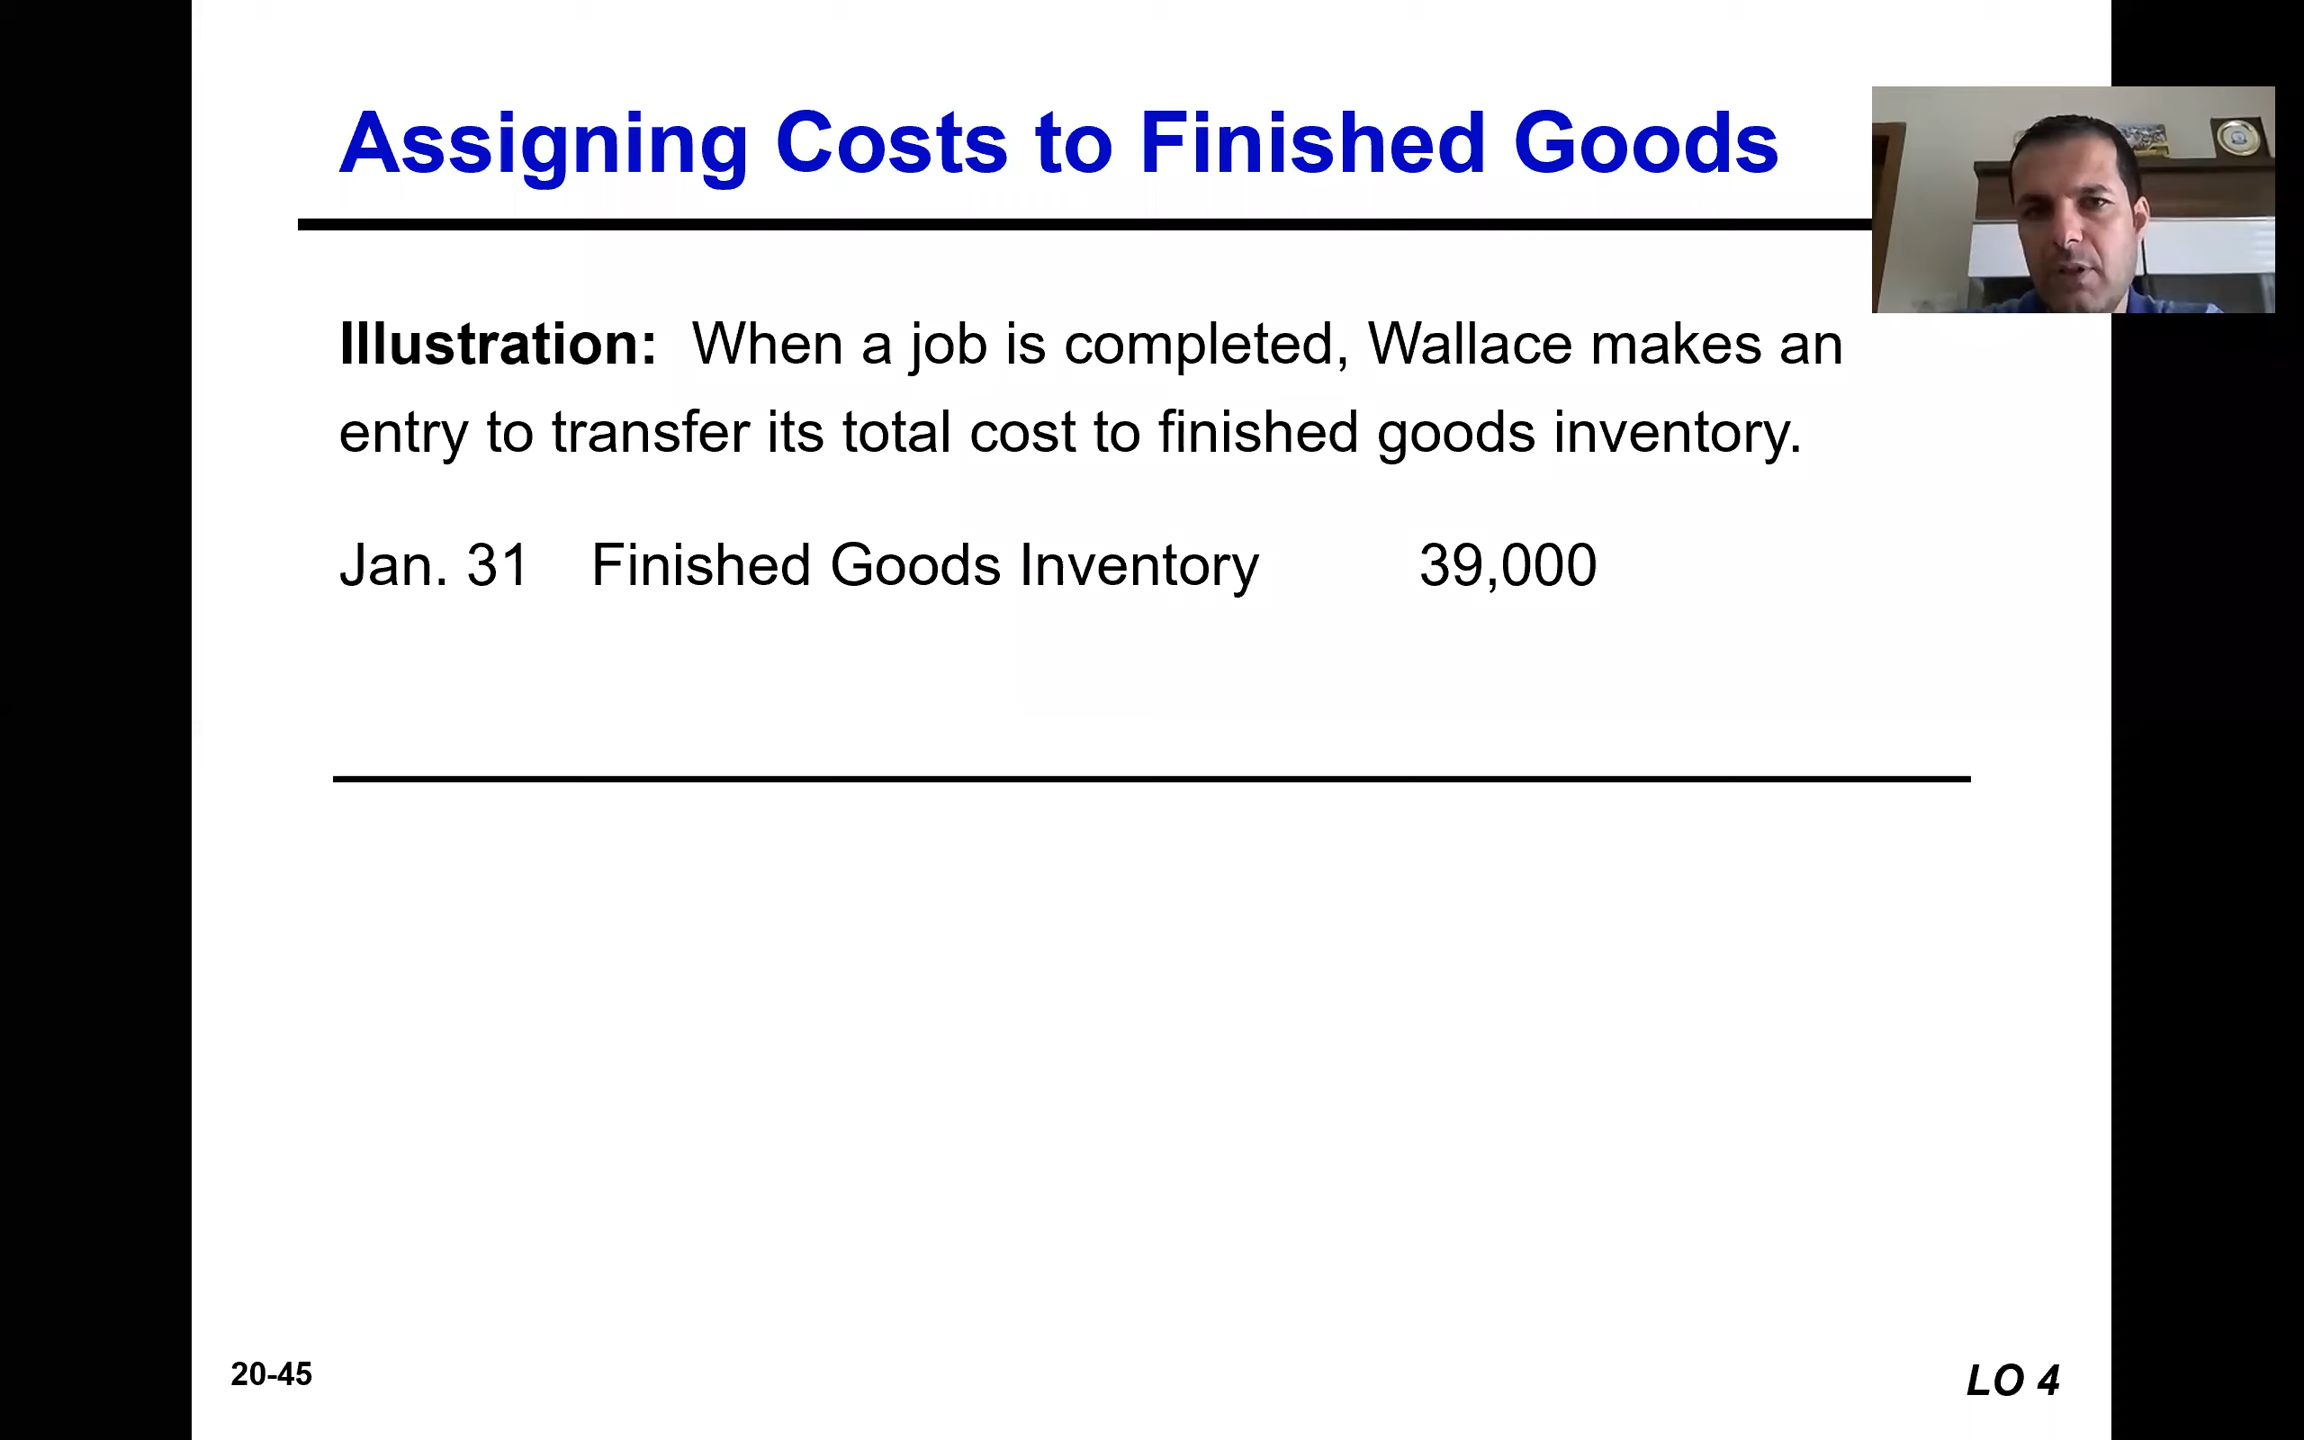 Assigning Costs to Finished Goods
Illustration: When a job is completed, Wallace makes an
entry to transfer its total cost to finished goods inventory.
Jan. 31 Finished Goods Inventory 39,000
20-45
LO 4